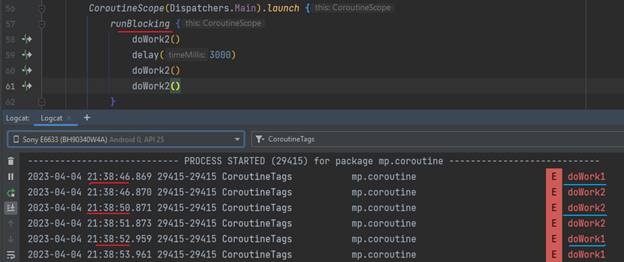 56 CoroutineScope(Dispatchers.Main).launch { this: CoroutineScope
57 runBlocking { this: CoroutineScope
58 doWork2()
59 delay( timeMillis: 3000)
60 doWork2()
61 doWork2()
62 }
Logcat: Logcat × +
Sony E6633 (BH90340W4A) Android 0, API 25 CoroutineTags
---------------------------- PROCESS STARTED (29415) for package mp.coroutine ----------------------------
2023-04-04 21:38:46.869 29415-29415 CoroutineTags mp.coroutine E doWork1
2023-04-04 21:38:46.870 29415-29415 CoroutineTags mp.coroutine E doWork2
2023-04-04 21:38:50.871 29415-29415 CoroutineTags mp.coroutine E doWork2
2023-04-04 21:38:51.873 29415-29415 CoroutineTags mp.coroutine E doWork2
2023-04-04 21:38:52.959 29415-29415 CoroutineTags mp.coroutine E doWork1
2023-04-04 21:38:53.961 29415-29415 CoroutineTags mp.coroutine E doWork1